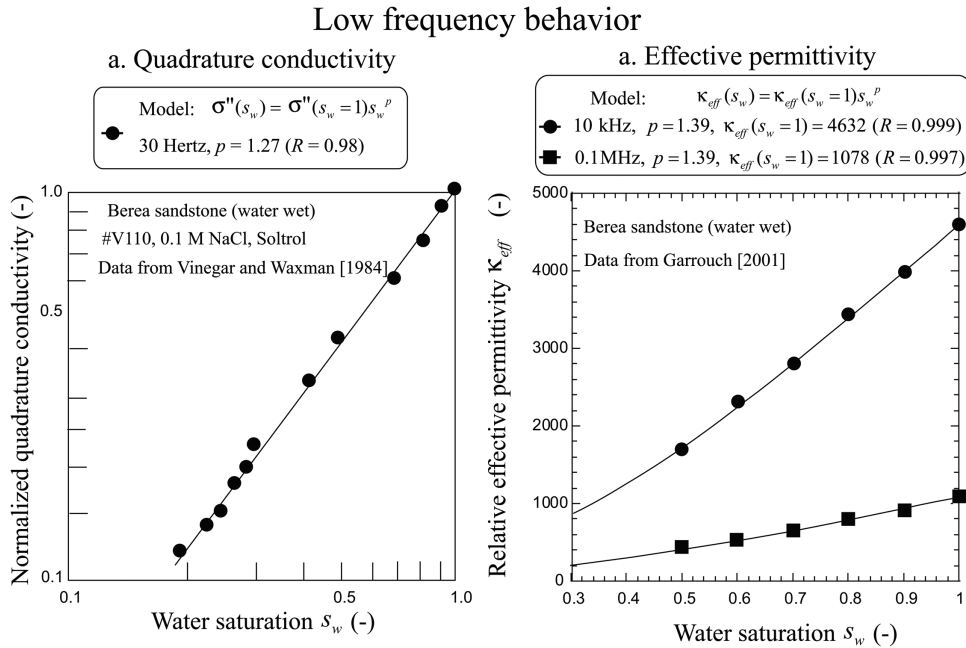 Low frequency behavior
a. Quadrature conductivity
Model: σ"(s_w) = σ"(s_w =1)s_w^p
30 Hertz, p = 1.27 (R = 0.98)
Normalized quadrature conductivity (-)
1.0
0.5
0.1
Berea sandstone (water wet)
#V110, 0.1 M NaCl, Soltrol
Data from Vinegar and Waxman [1984]
0.1 0.5 1.0
Water saturation s_w (-)
a. Effective permittivity
Model: κ_eff(s_w) = κ_eff(s_w =1)s_w^p
10 kHz, p = 1.39, κ_eff(s_w =1) = 4632 (R = 0.999)
0.1MHz, p = 1.39, κ_eff(s_w =1) = 1078 (R = 0.997)
Relative effective permittivity κ_eff (-)
5000
4000
3000
2000
1000
0
Berea sandstone (water wet)
Data from Garrouch [2001]
0.3 0.4 0.5 0.6 0.7 0.8 0.9 1
Water saturation s_w (-)